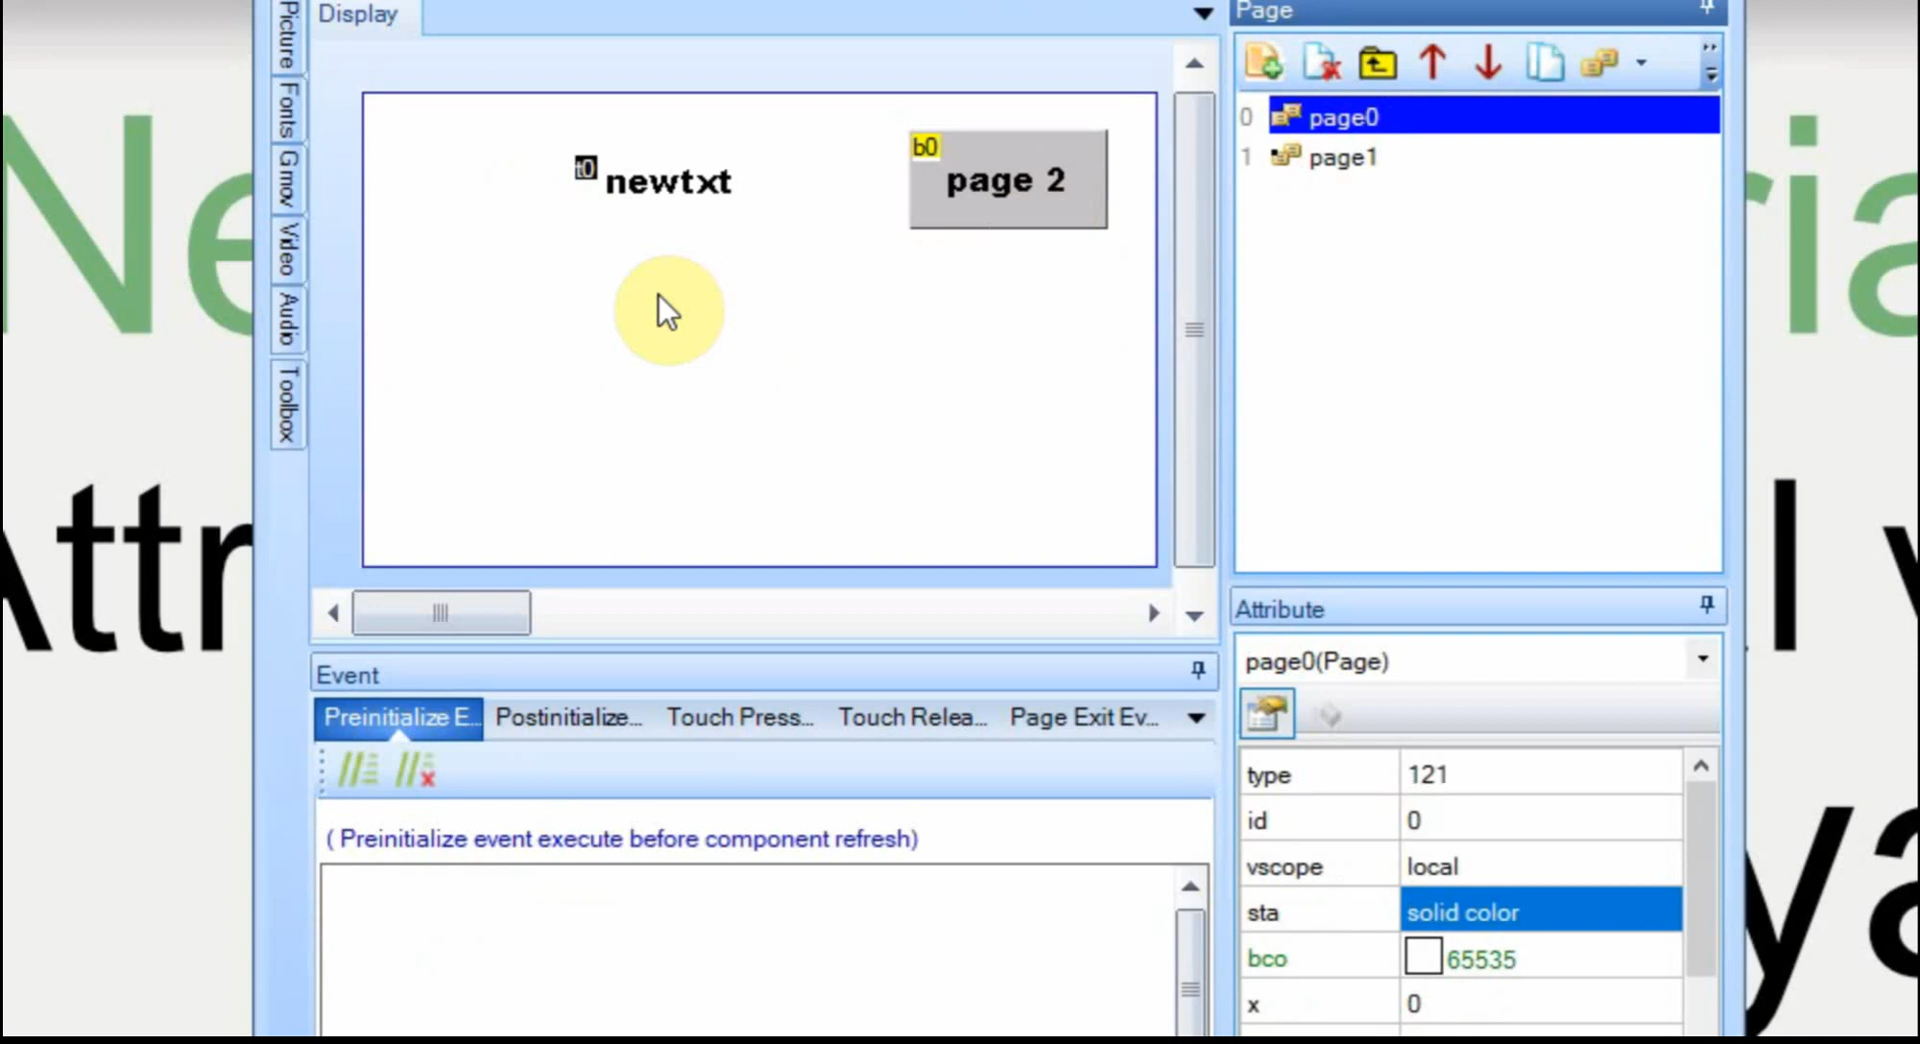 Display
Page
Picture
Fonts
Gmov
Video
Audio
Toolbox
t0 newtxt
b0
page 2
0 page0
1 page1
Attribute
page0(Page)
type 121
id 0
vscope local
sta solid color
bco 65535
x 0
Event
Preinitialize E... Postinitialize... Touch Press... Touch Relea... Page Exit Ev...
( Preinitialize event execute before component refresh)
Ne
ria
Attr
l
ya